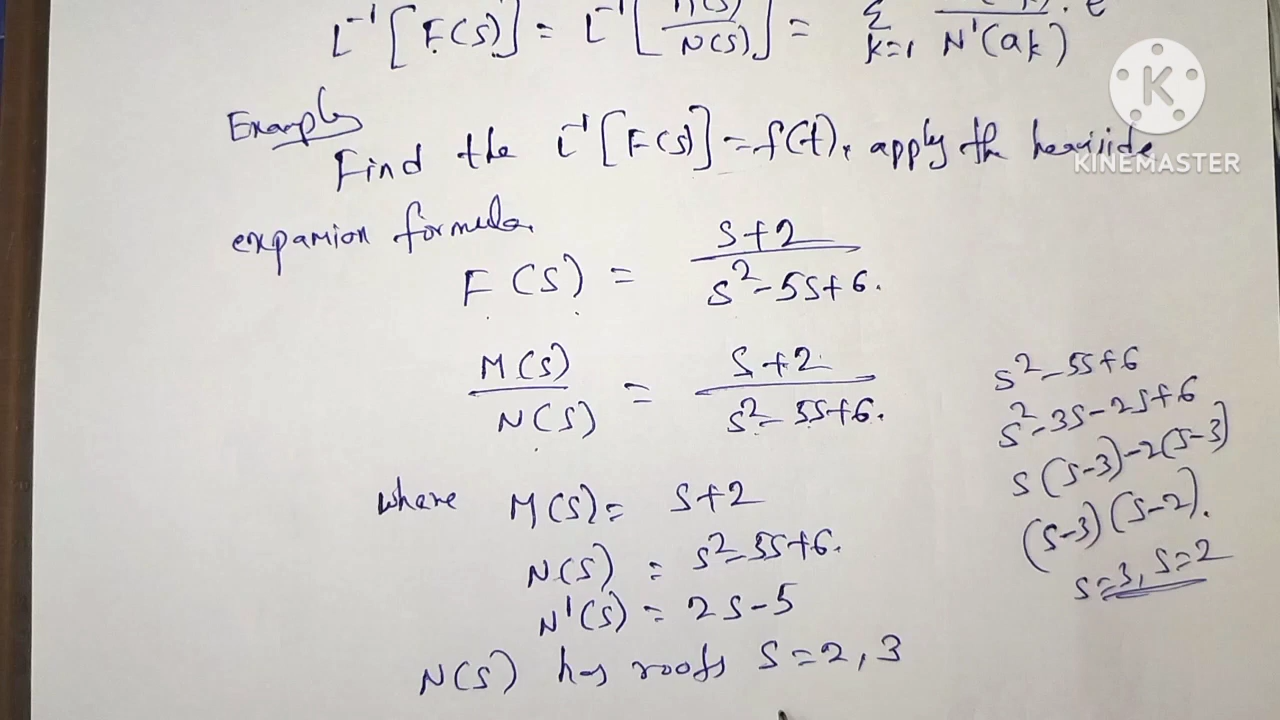 L⁻¹[F(s)] = L⁻¹[M(s)/N(s)] = Σ k=1 /N'(ak) . e
Example
Find the L⁻¹[F(s)] = f(t), apply the heaviside
KINEMASTER
expansion formula.
F(s) = s+2 / s²-5s+6.
M(s)/N(s) = s+2 / s²-5s+6.
where M(s) = s+2
N(s) = s²-5s+6.
N'(s) = 2s-5
N(s) has roots s=2,3
s²-5s+6
s²-3s-2s+6
s(s-3)-2(s-3)
(s-3)(s-2).
s=3, s=2
K